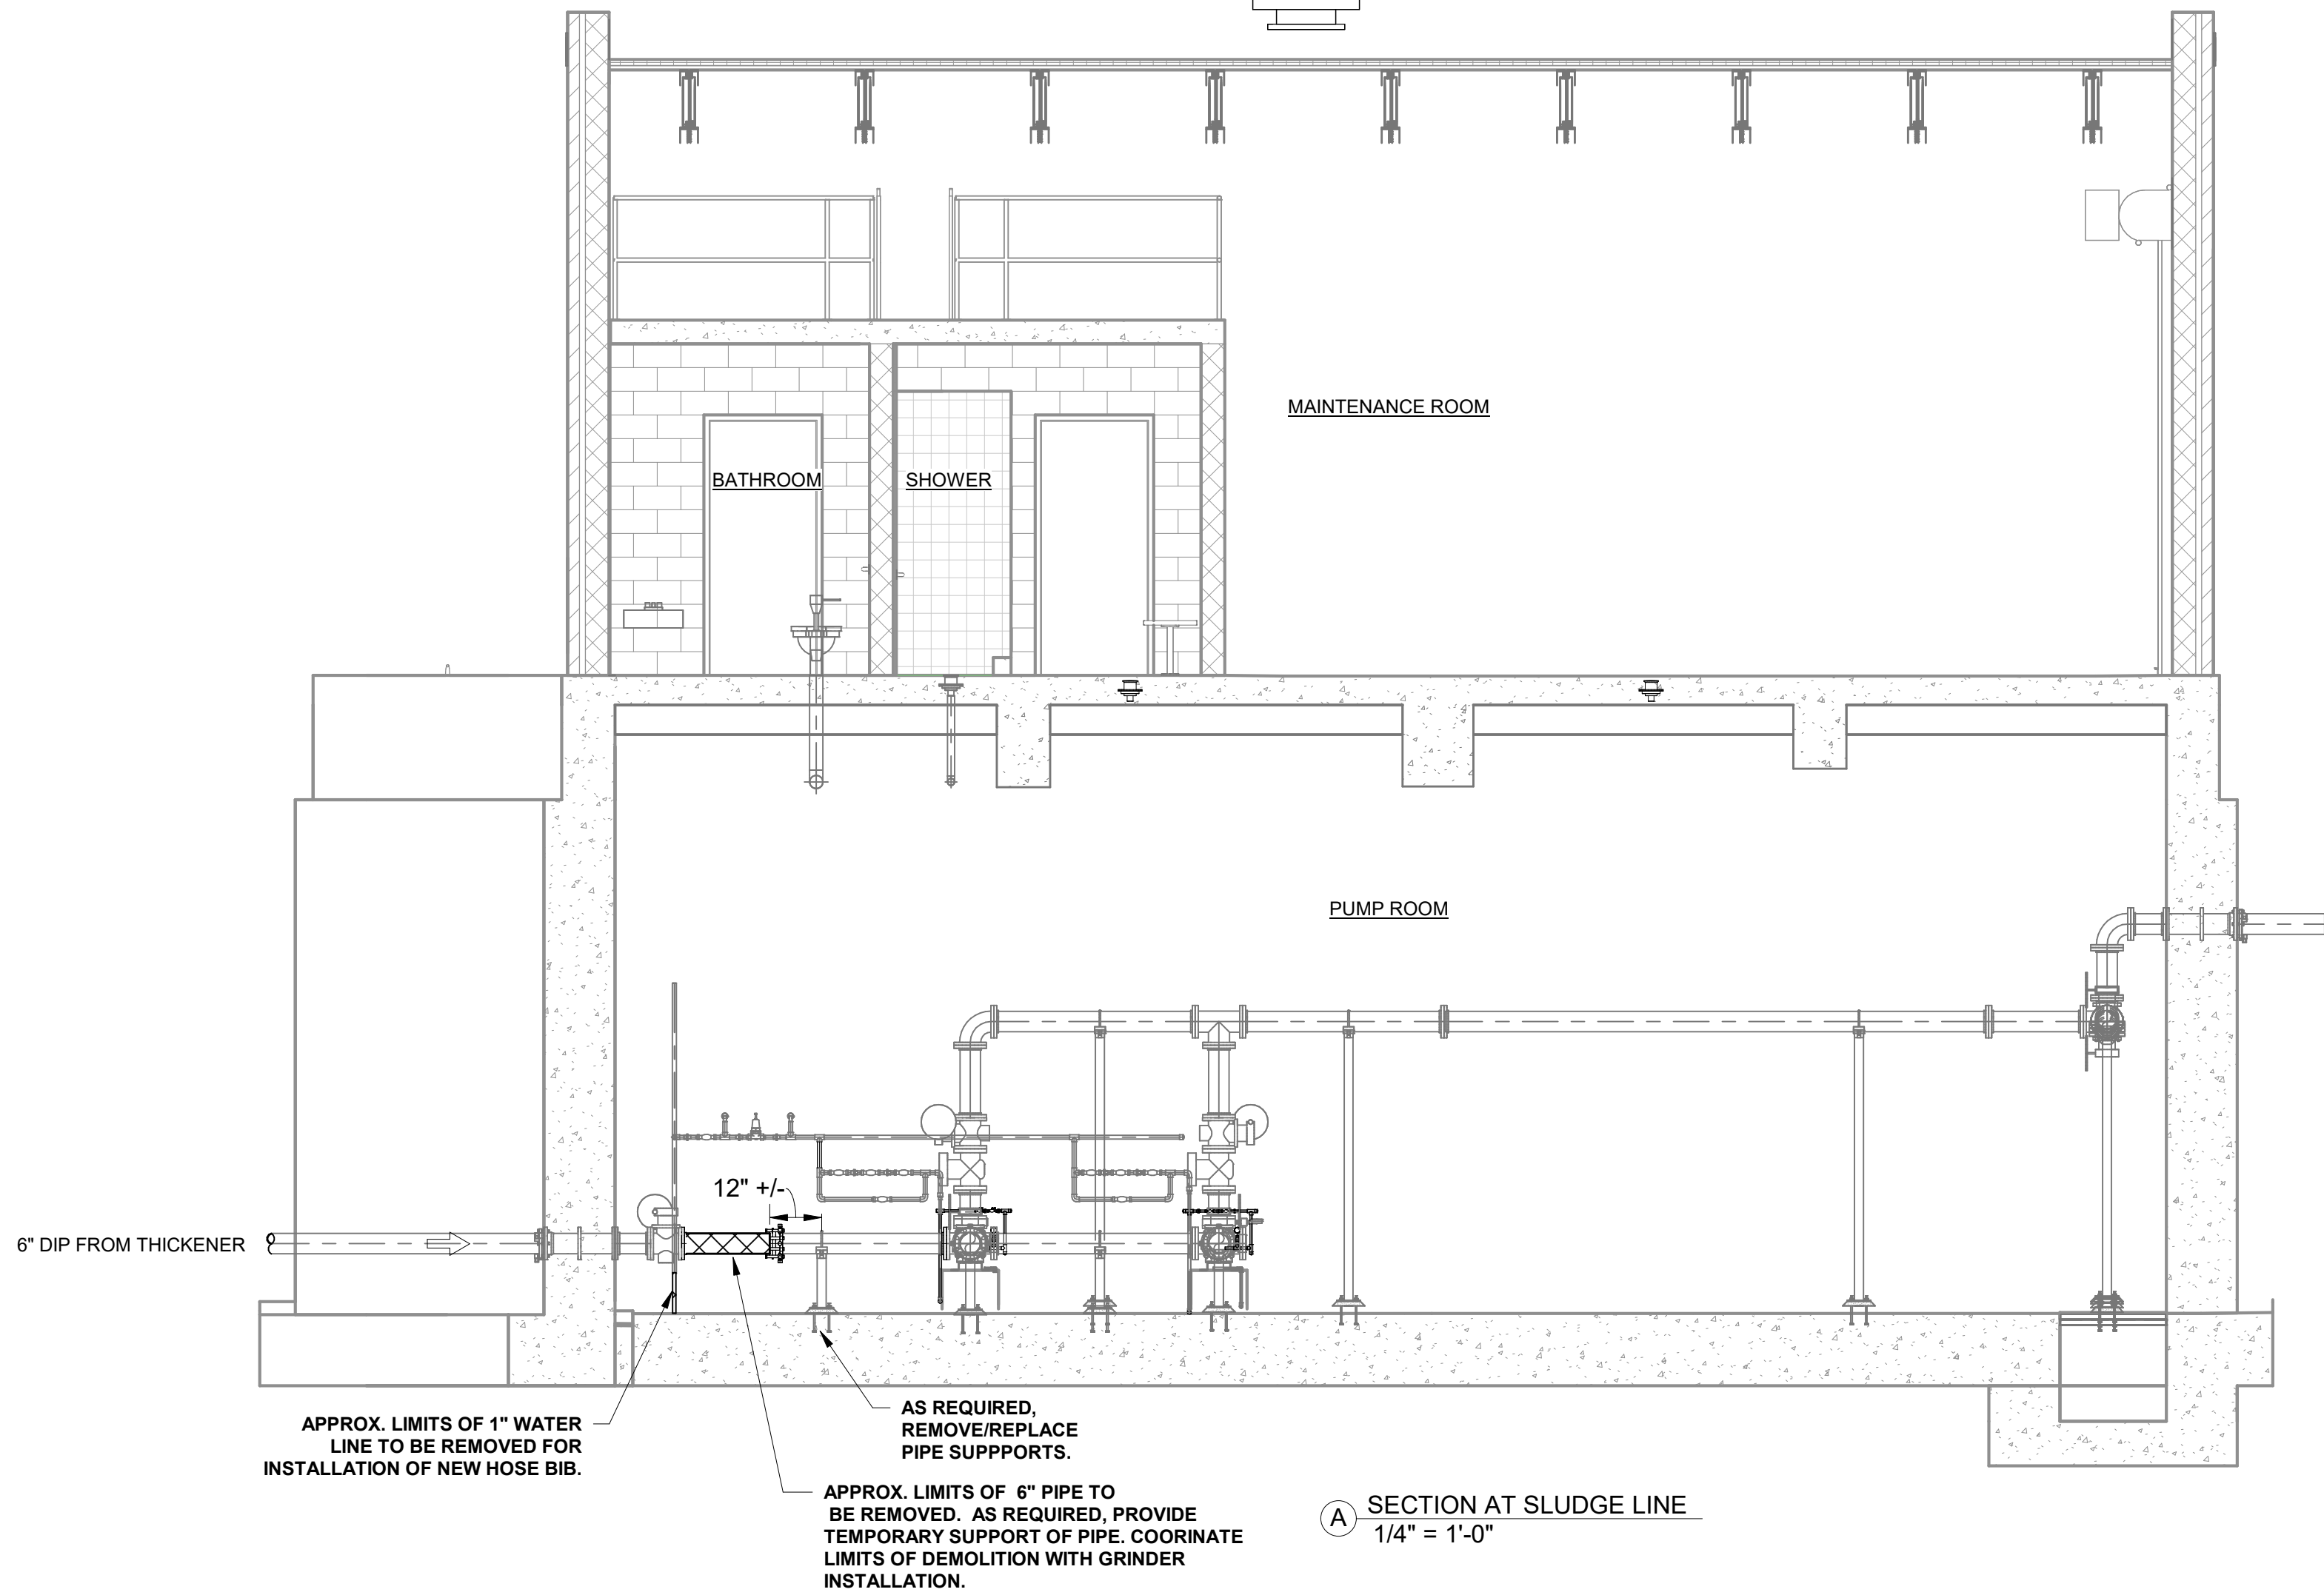 MAINTENANCE ROOM
BATHROOM
SHOWER
PUMP ROOM
12" +/-
6" DIP FROM THICKENER
APPROX. LIMITS OF 1" WATER
LINE TO BE REMOVED FOR
INSTALLATION OF NEW HOSE BIB.
AS REQUIRED,
REMOVE/REPLACE
PIPE SUPPPORTS.
APPROX. LIMITS OF 6" PIPE TO
BE REMOVED. AS REQUIRED, PROVIDE
TEMPORARY SUPPORT OF PIPE. COORINATE
LIMITS OF DEMOLITION WITH GRINDER
INSTALLATION.
A SECTION AT SLUDGE LINE
1/4" = 1'-0"